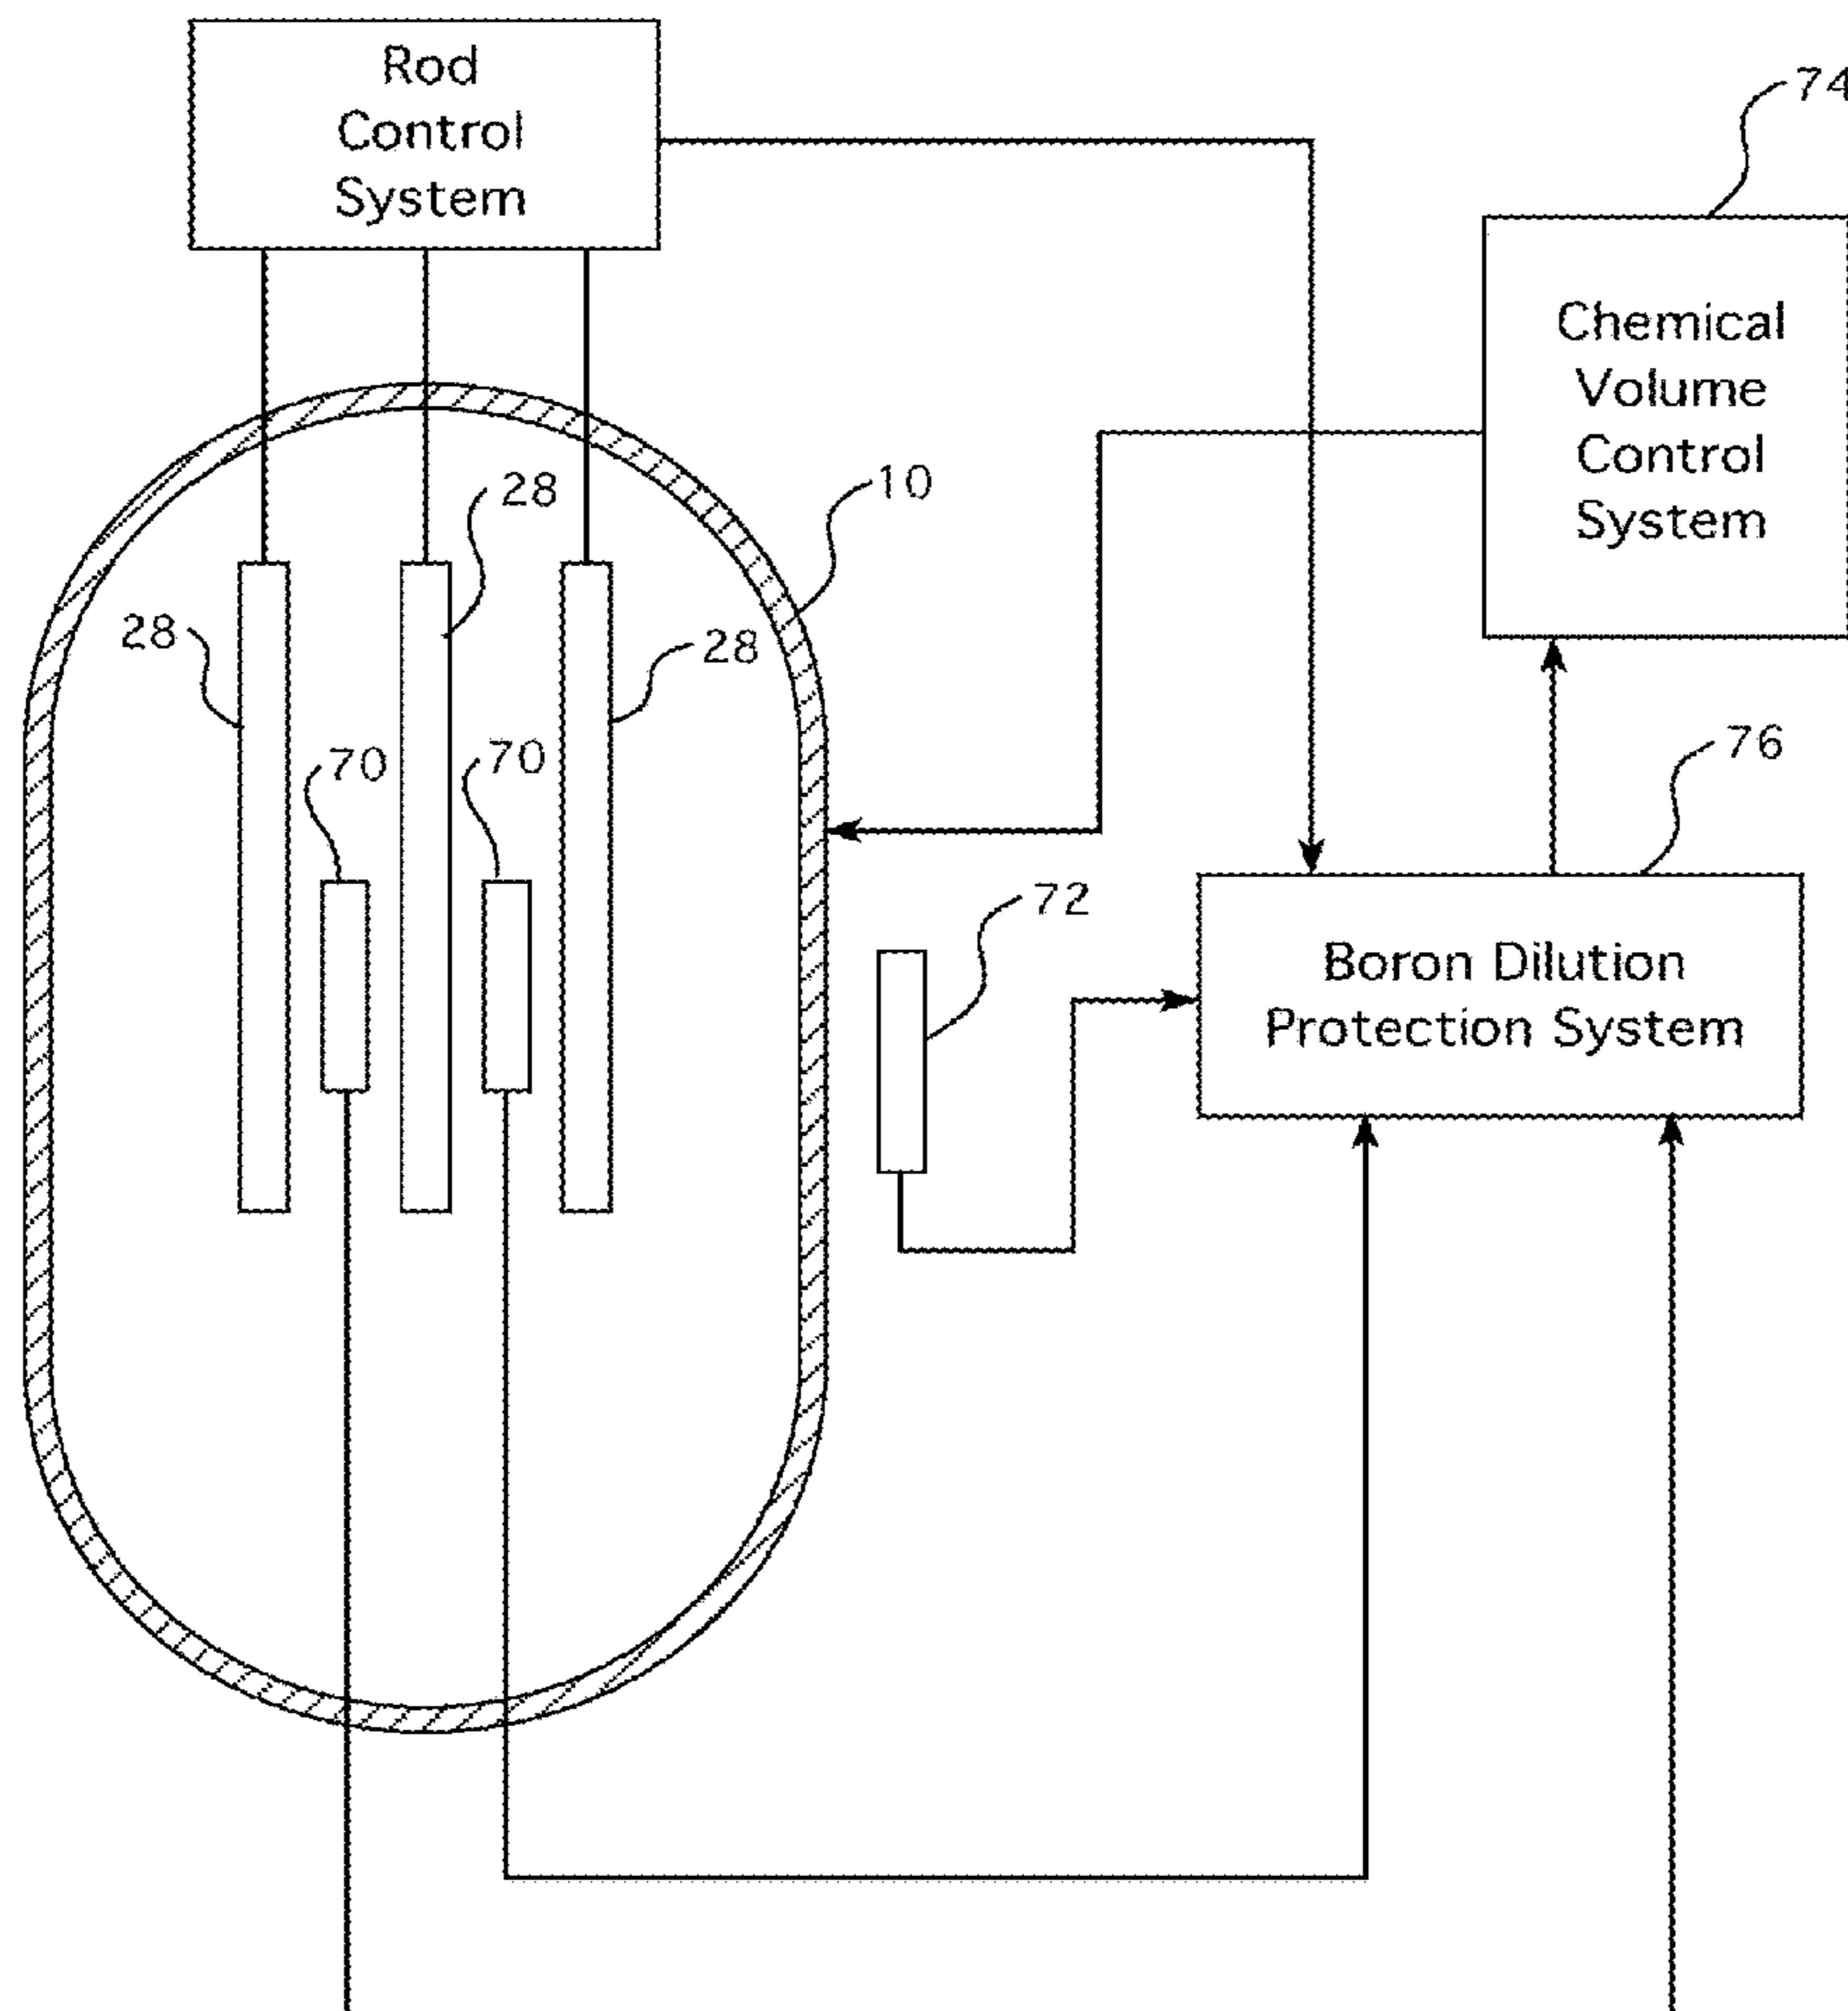 Rod
Control
System
74
Chemical
Volume
Control
System
28
10
28
28
70
70
76
72
Boron Dilution
Protection System